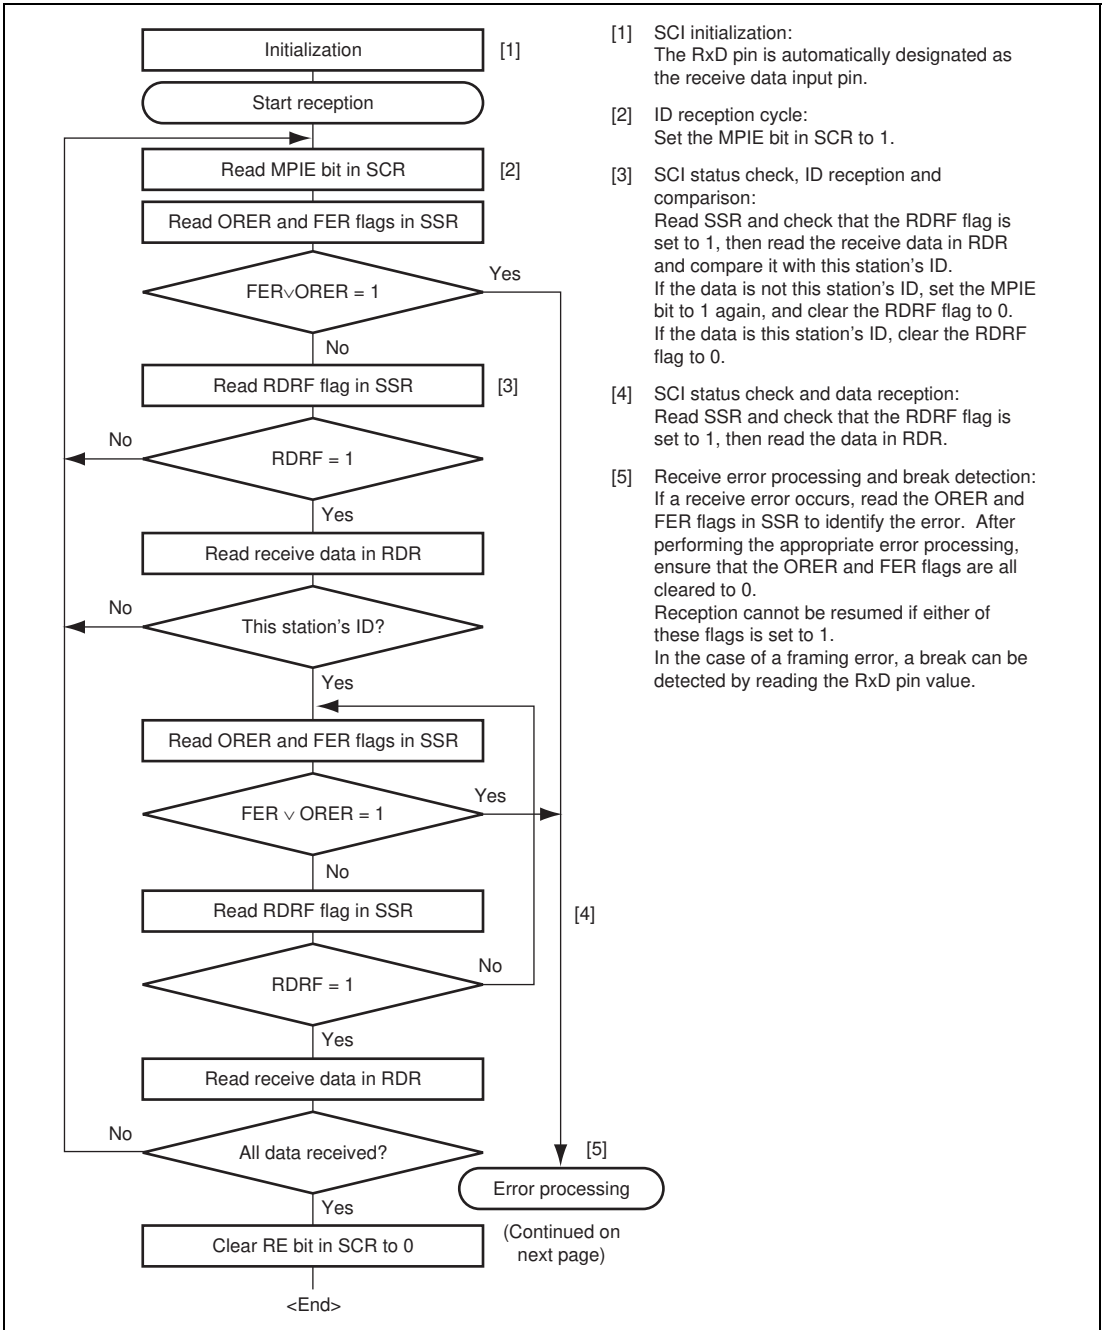 Initialization
[1]
Start reception
Read MPIE bit in SCR
[2]
Read ORER and FER flags in SSR
FER∨ORER = 1
Yes
No
Read RDRF flag in SSR
[3]
No
RDRF = 1
Yes
Read receive data in RDR
No
This station's ID?
Yes
Read ORER and FER flags in SSR
FER ∨ ORER = 1
Yes
No
Read RDRF flag in SSR
[4]
RDRF = 1
No
Yes
Read receive data in RDR
No
All data received?
[5]
Error processing
Yes
(Continued on
next page)
Clear RE bit in SCR to 0
<End>
[1] SCI initialization:
The RxD pin is automatically designated as
the receive data input pin.
[2] ID reception cycle:
Set the MPIE bit in SCR to 1.
[3] SCI status check, ID reception and
comparison:
Read SSR and check that the RDRF flag is
set to 1, then read the receive data in RDR
and compare it with this station's ID.
If the data is not this station's ID, set the MPIE
bit to 1 again, and clear the RDRF flag to 0.
If the data is this station's ID, clear the RDRF
flag to 0.
[4] SCI status check and data reception:
Read SSR and check that the RDRF flag is
set to 1, then read the data in RDR.
[5] Receive error processing and break detection:
If a receive error occurs, read the ORER and
FER flags in SSR to identify the error. After
performing the appropriate error processing,
ensure that the ORER and FER flags are all
cleared to 0.
Reception cannot be resumed if either of
these flags is set to 1.
In the case of a framing error, a break can be
detected by reading the RxD pin value.